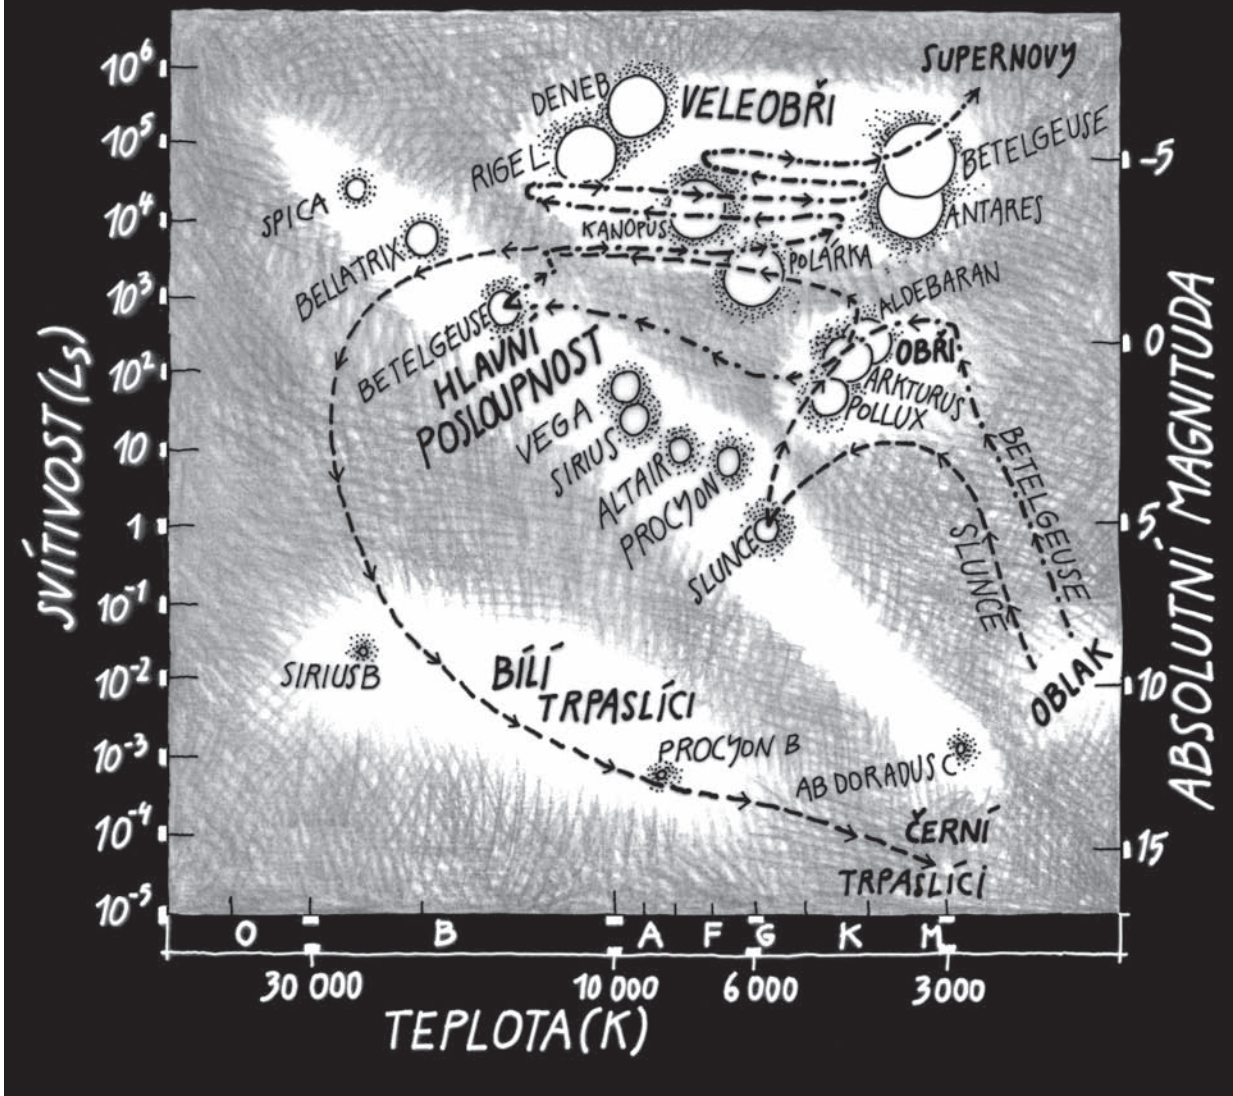 SUPERNOVY
10⁶
DENEB
VELEOBŘI
10⁵
BETELGEUSE
-5
RIGEL
SPICA
10⁴
KANOPUS
ANTARES
BELLATRIX
POLÁRKA
10³
ALDEBARAN
BETELGEUSE
HLAVNÍ
POSLOUPNOST
OBŘI
0
10²
ARKTURUS
POLLUX
VEGA
SIRIUS
10
ALTAIR
PROCYON
BETELGEUSE
SLUNCE
1
5
SLUNCE
10⁻¹
SVÍTIVOST (Ls)
ABSOLUTNÍ MAGNITUDA
SIRIUS B
BÍLÍ
TRPASLÍCI
OBLAK
10⁻²
10
10⁻³
PROCYON B
AB DORADUS C
10⁻⁴
ČERNÍ
TRPASLÍCI
15
10⁻⁵
O B A F G K M
30 000 10 000 6 000 3000
TEPLOTA (K)